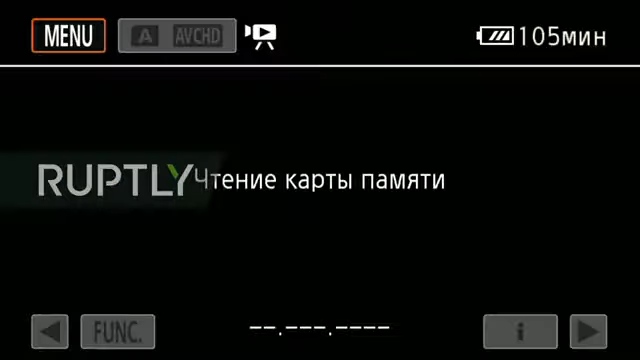 MENU A AVCHD 105мин
RUPTLY Чтение карты памяти
FUNC. --.---.---- i